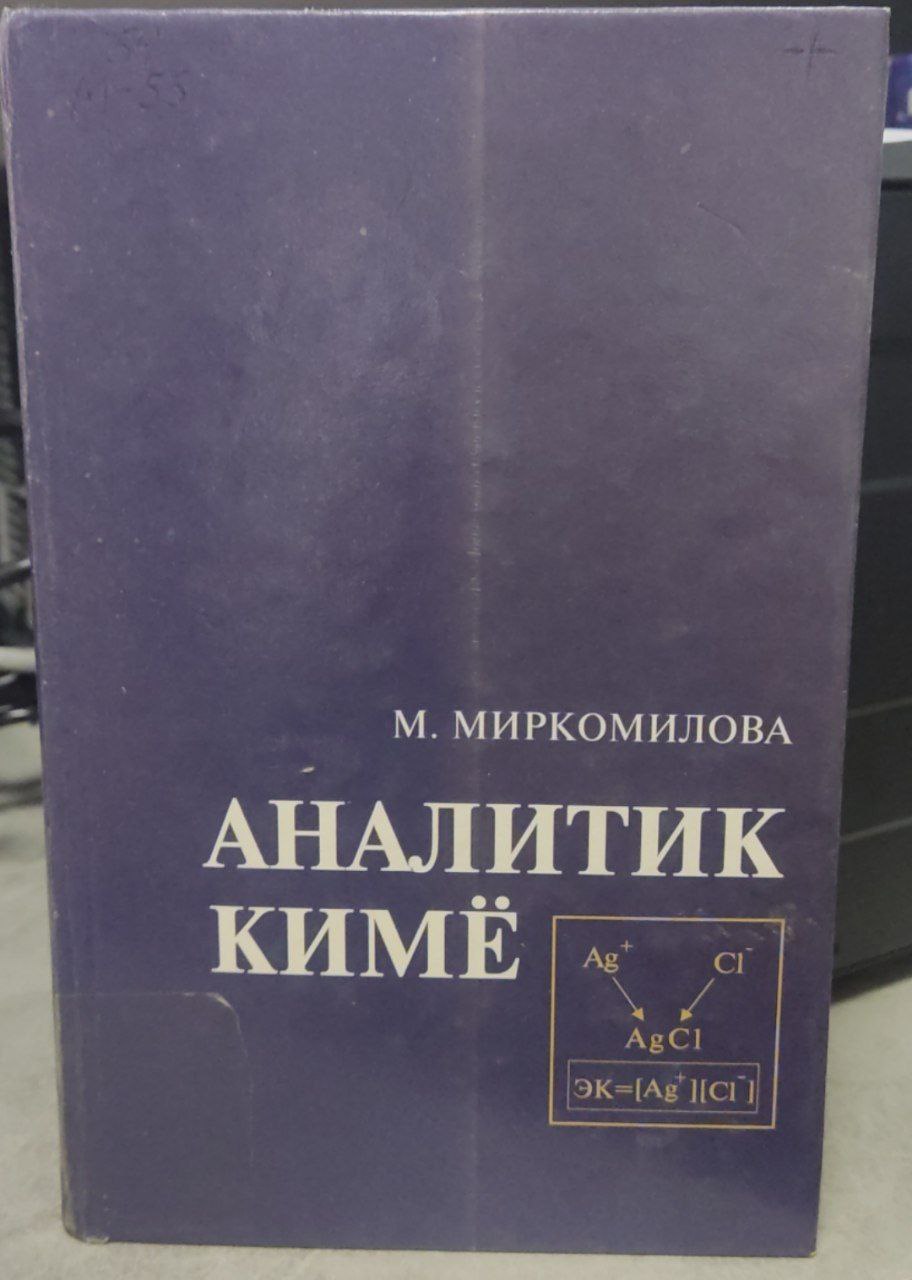 М. МИРКОМИЛОВА
АНАЛИТИК
КИМЁ
Ag⁺ Cl⁻
AgCl
ЭК=[Ag⁺][Cl⁻]